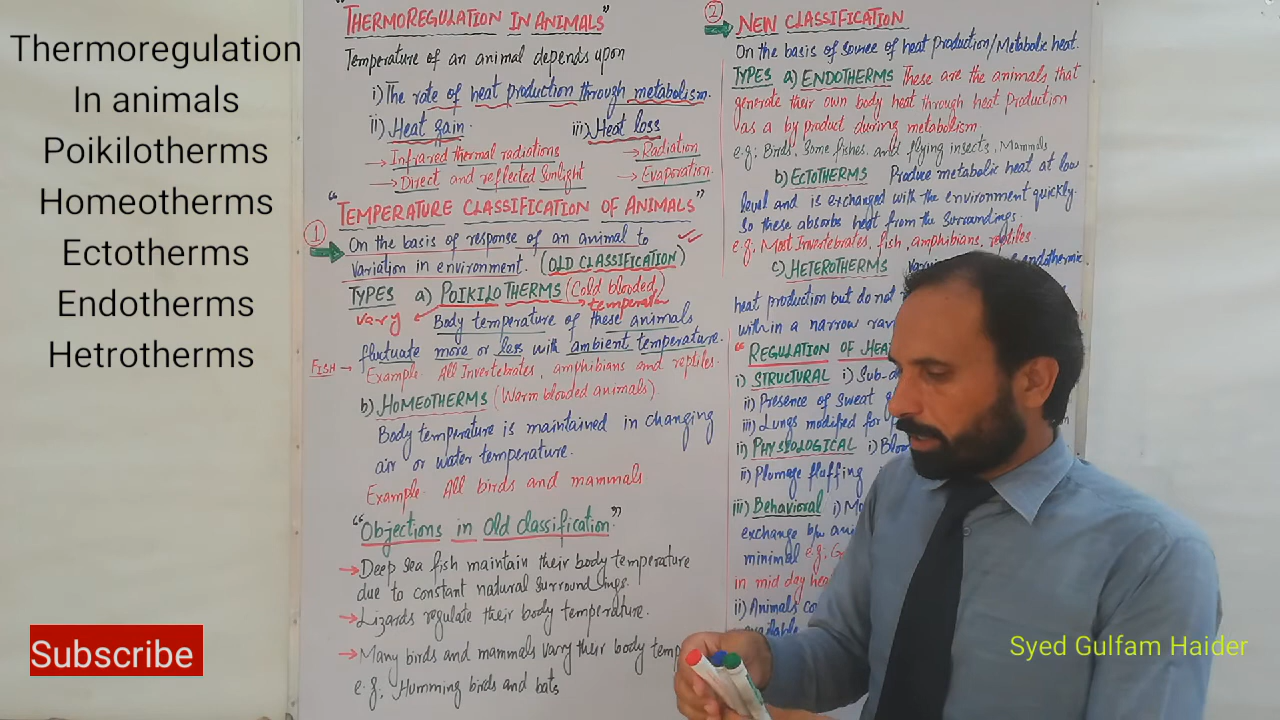 Thermoregulation
In animals
Poikilotherms
Homeotherms
Ectotherms
Endotherms
Hetrotherms
Subscribe
"THERMOREGULATION IN ANIMALS"
Temperature of an animal depends upon
i) The rate of heat production through metabolism.
ii) Heat gain. iii) Heat loss
→ Infrared thermal radiations → Radiation
→ Direct and reflected sunlight → Evaporation.
"TEMPERATURE CLASSIFICATION OF ANIMALS"
1 On the basis of response of an animal to
variation in environment. (OLD CLASSIFICATION)
TYPES a) POIKILOTHERMS (Cold blooded)
vary temperature
Body temperature of these animals
fluctuate more or less with ambient temperature.
FISH → Example. All Invertebrates, amphibians and reptiles.
b) HOMEOTHERMS (Warm blooded animals).
Body temperature is maintained in changing
air or water temperature.
Example. All birds and mammals
"Objections in Old classification"
→ Deep sea fish maintain their body temperature
due to constant natural surroundings.
→ Lizards regulate their body temperature.
→ Many birds and mammals vary their body temp
e.g; Humming birds and bats
2 NEW CLASSIFICATION
On the basis of source of heat Production/Metabolic heat.
TYPES a) ENDOTHERMS These are the animals that
generate their own body heat through heat Production
as a by product during metabolism.
e.g; Birds, Some fishes, and flying insects, Mammals
b) ECTOTHERMS Produce metabolic heat at low
level and is exchanged with the environment quickly.
So these absorbs heat from the surroundings.
e.g; Most Invertebrates, fish, amphibians, reptiles
c) HETEROTHERMS endothermic
heat production but do not
within in a narrow
"REGULATION OF
i) STRUCTURAL i)
ii) Presence of sweat
iii) Lungs modified for
ii) PHYSIOLOGICAL i)
ii) Plumage fluffing
iii) Behavioral i)
exchange b/w
minimal e.g;
in mid day
ii) Animals
Syed Gulfam Haider